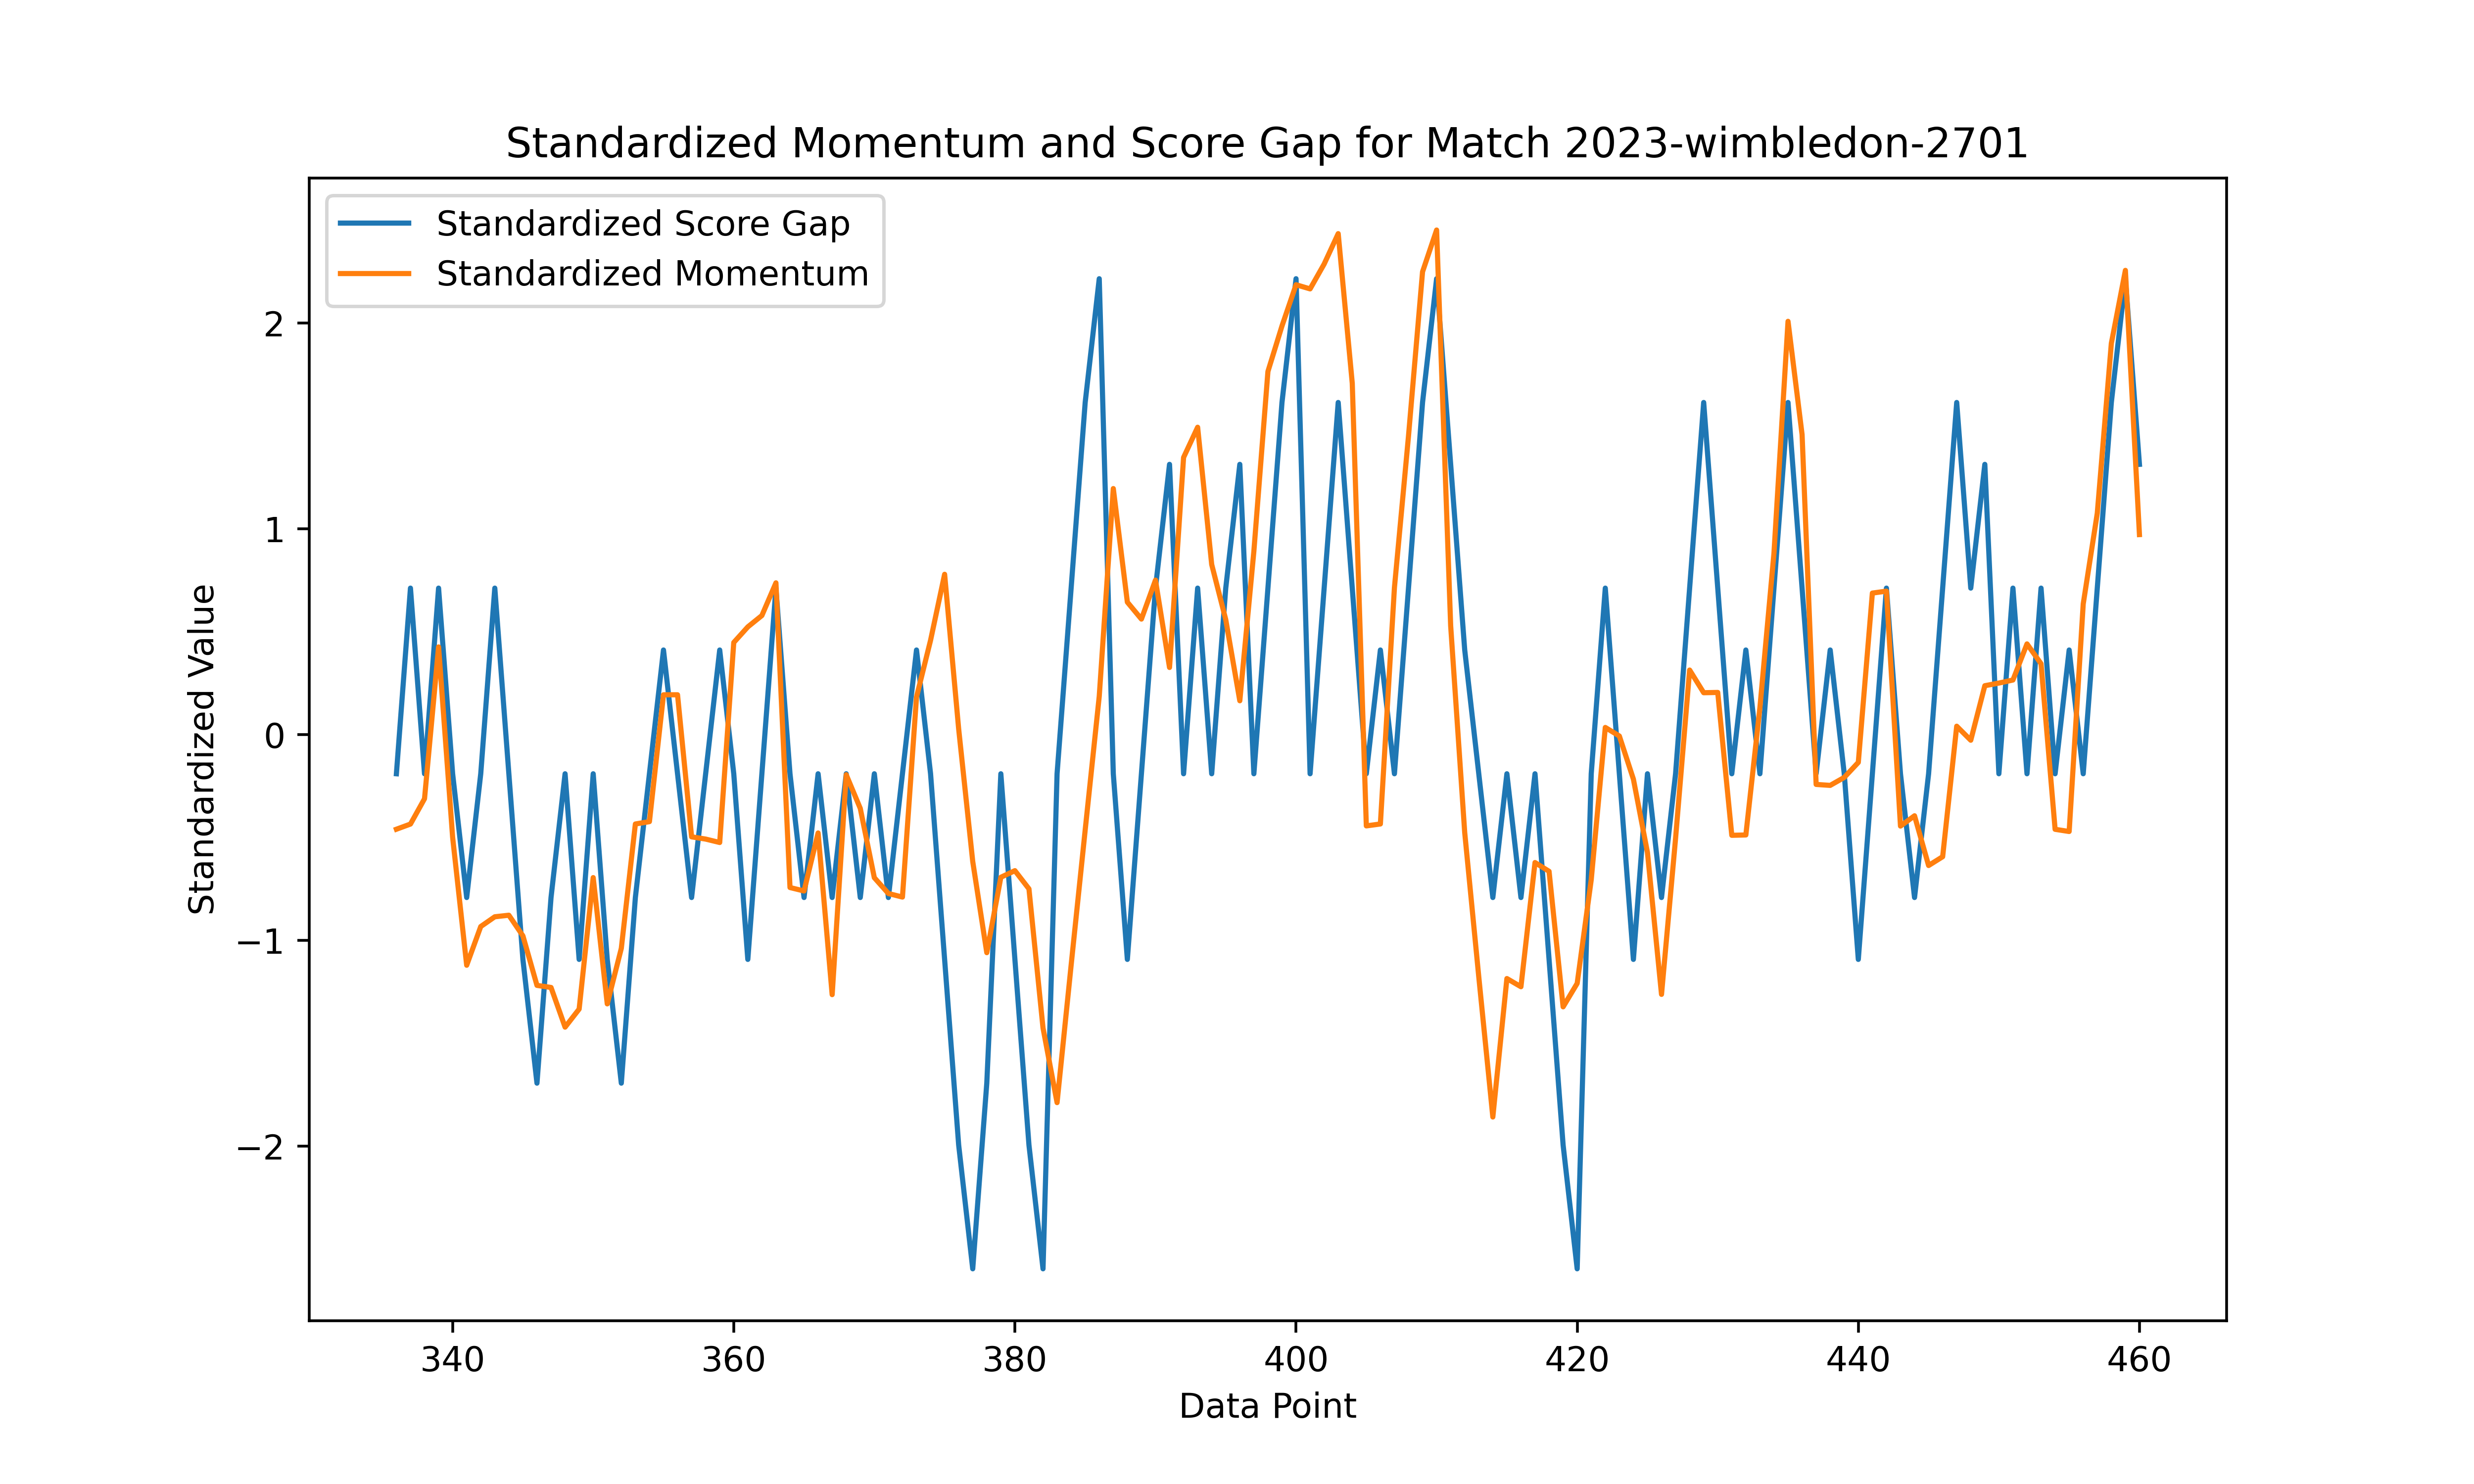 Standardized Momentum and Score Gap for Match 2023-wimbledon-2701
Standardized Score Gap
Standardized Momentum
Standardized Value
2
1
0
−1
−2
340 360 380 400 420 440 460
Data Point